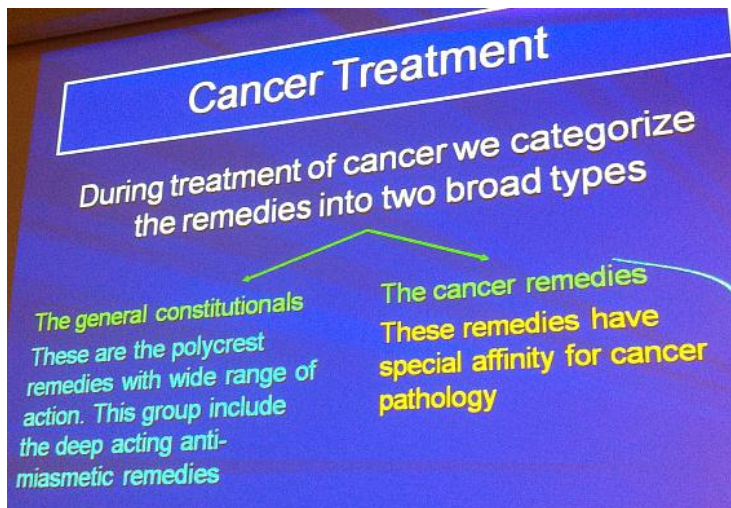 Cancer Treatment
During treatment of cancer we categorize
the remedies into two broad types
The general constitutionals
These are the polycrest
remedies with wide range of
action. This group include
the deep acting anti-
miasmetic remedies
The cancer remedies
These remedies have
special affinity for cancer
pathology